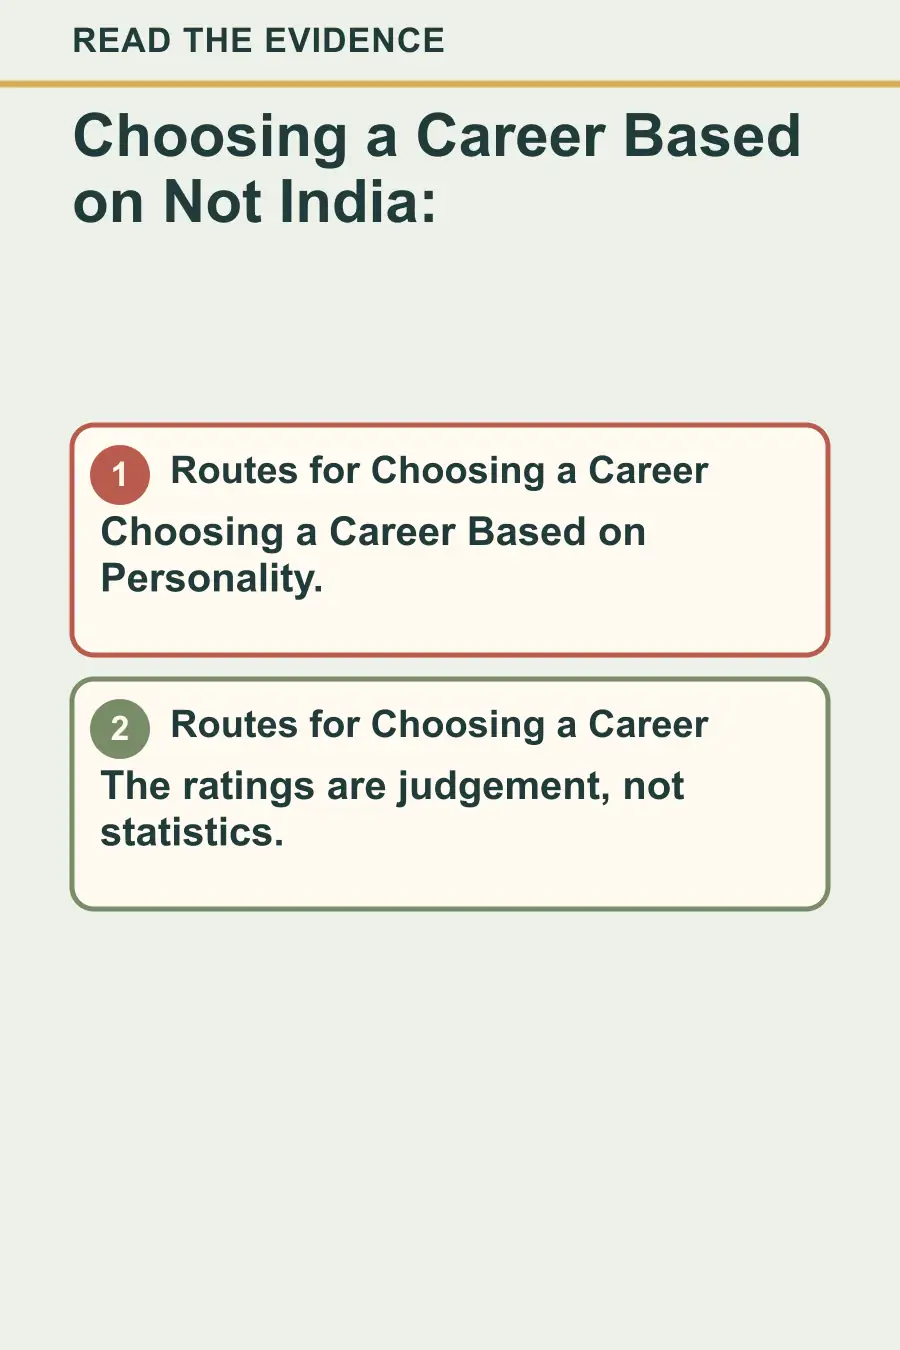 READ THE EVIDENCE
Choosing a Career Based
on Not India:
1 Routes for Choosing a Career
Choosing a Career Based on
Personality.
2 Routes for Choosing a Career
The ratings are judgement, not
statistics.